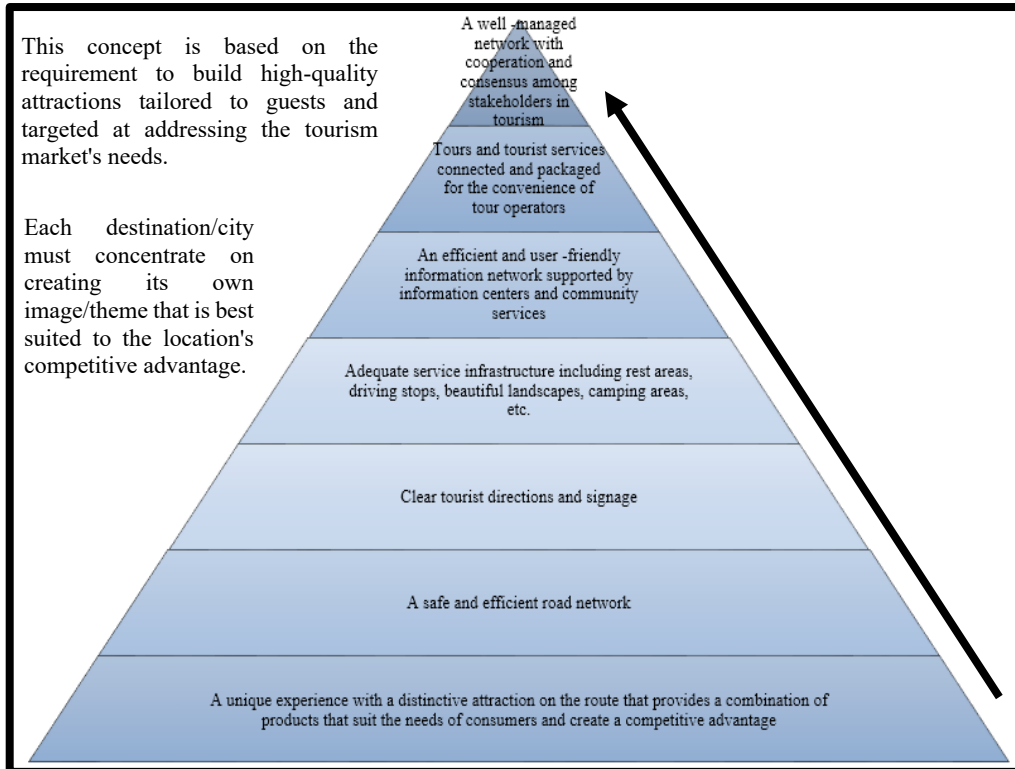 This concept is based on the
requirement to build high-quality
attractions tailored to guests and
targeted at addressing the tourism
market's needs.
Each destination/city
must concentrate on
creating its own
image/theme that is best
suited to the location's
competitive advantage.
A well -managed
network with
cooperation and
consensus among
stakeholders in
tourism
Tours and tourist services
connected and packaged
for the convenience of
tour operators
An efficient and user -friendly
information network supported by
information centers and community
services
Adequate service infrastructure including rest areas,
driving stops, beautiful landscapes, camping areas,
etc.
Clear tourist directions and signage
A safe and efficient road network
A unique experience with a distinctive attraction on the route that provides a combination of
products that suit the needs of consumers and create a competitive advantage